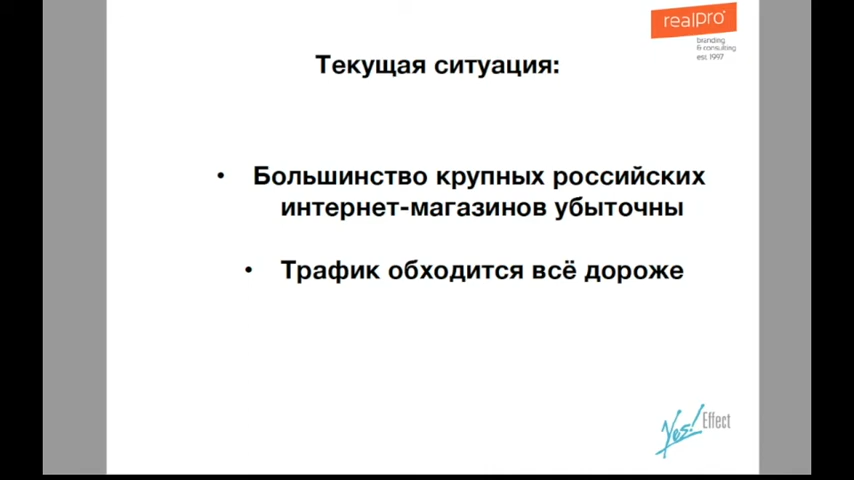 realpro
branding
& consulting
est. 1997
Текущая ситуация:
• Большинство крупных российских
интернет-магазинов убыточны
• Трафик обходится всё дороже
Yes! Effect